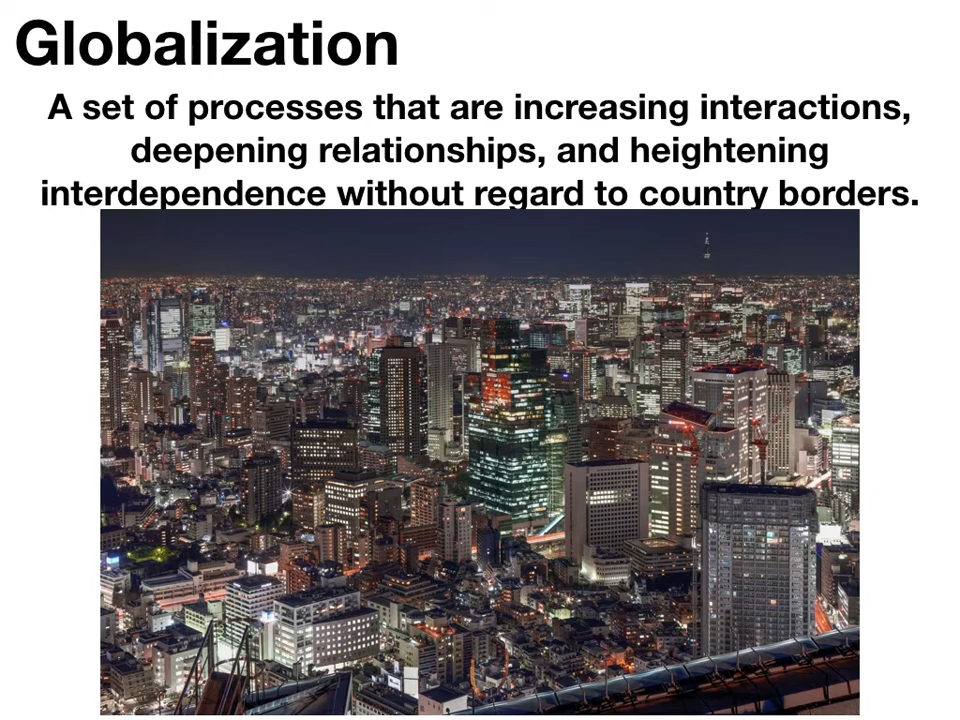 Globalization
A set of processes that are increasing interactions,
deepening relationships, and heightening
interdependence without regard to country borders.